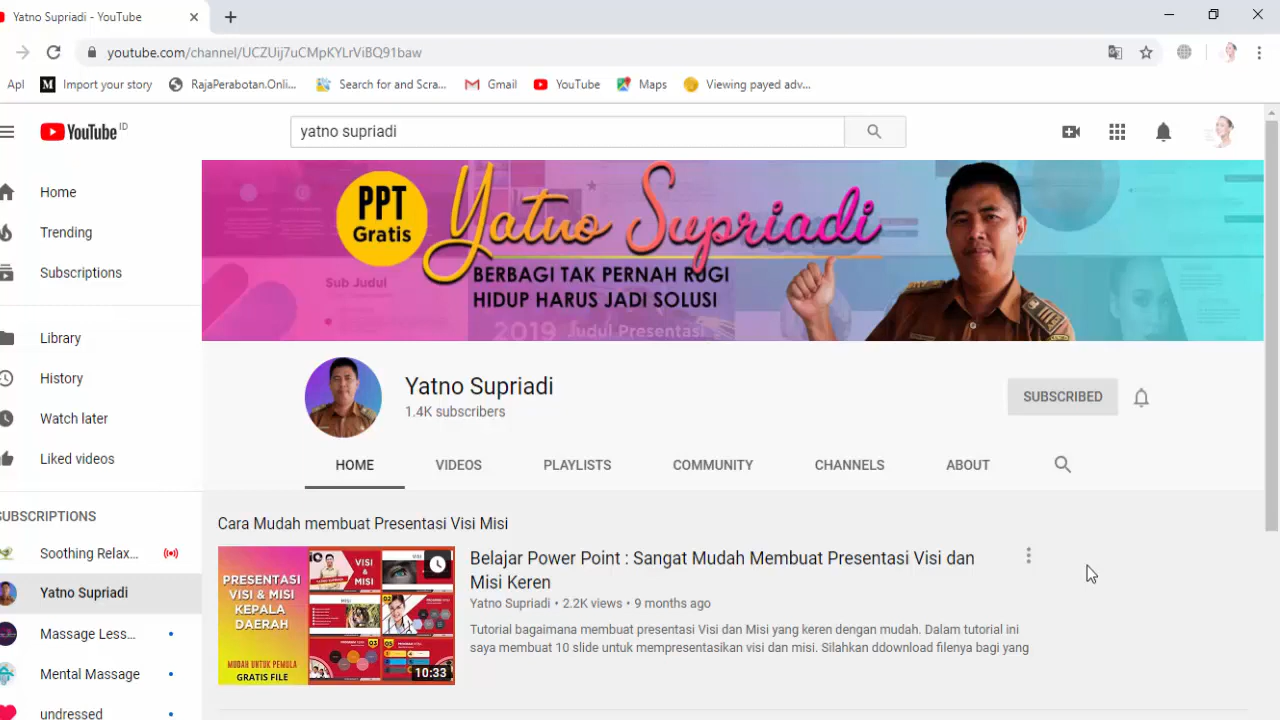 Yatno Supriadi - YouTube
youtube.com/channel/UCZUij7uCMpKYLrViBQ91baw
Apl
Import your story
RajaPerabotan.Onli...
Search for and Scra...
Gmail
YouTube
Maps
Viewing payed adv...
YouTube ID
yatno supriadi
Home
Trending
Subscriptions
Library
History
Watch later
Liked videos
SUBSCRIPTIONS
Soothing Relax...
Yatno Supriadi
Massage Less...
Mental Massage
undressed
PPT
Gratis
Yatno Supriadi
BERBAGI TAK PERNAH RUGI
HIDUP HARUS JADI SOLUSI
Sub Judul
2019 Judul Presentasi
Yatno Supriadi
1.4K subscribers
SUBSCRIBED
HOME
VIDEOS
PLAYLISTS
COMMUNITY
CHANNELS
ABOUT
Cara Mudah membuat Presentasi Visi Misi
PRESENTASI
VISI & MISI
KEPALA
DAERAH
MUDAH UNTUK PEMULA
GRATIS FILE
VISI
&
MISI
10:33
Belajar Power Point : Sangat Mudah Membuat Presentasi Visi dan
Misi Keren
Yatno Supriadi • 2.2K views • 9 months ago
Tutorial bagaimana membuat presentasi Visi dan Misi yang keren dengan mudah. Dalam tutorial ini
saya membuat 10 slide untuk mempresentasikan visi dan misi. Silahkan ddownload filenya bagi yang